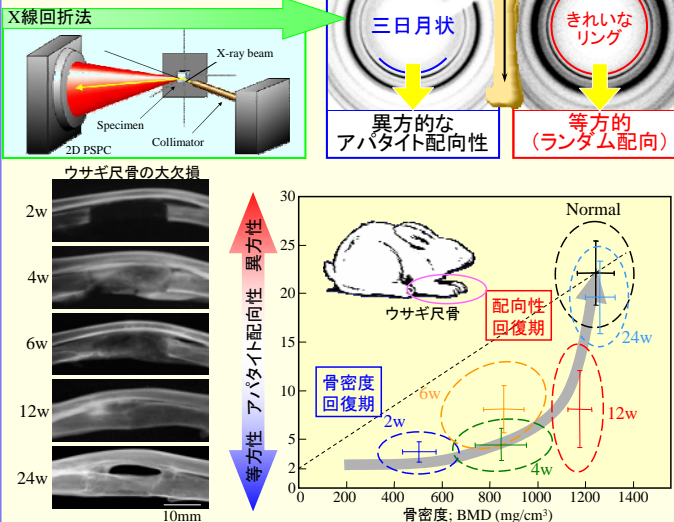 X線回折法
X-ray beam
Specimen
Collimator
2D PSPC
三日月状
きれいな
リング
異方的な
アパタイト配向性
等方的
(ランダム配向)
ウサギ尺骨の大欠損
2w
4w
6w
12w
24w
10mm
等方性 アパタイト配向性 異方性
30
25
20
15
10
5
2
0
0
200
400
600
800
1000
1200
1400
骨密度; BMD (mg/cm³)
Normal
ウサギ尺骨
配向性
回復期
骨密度
回復期
24w
6w
2w
12w
4w